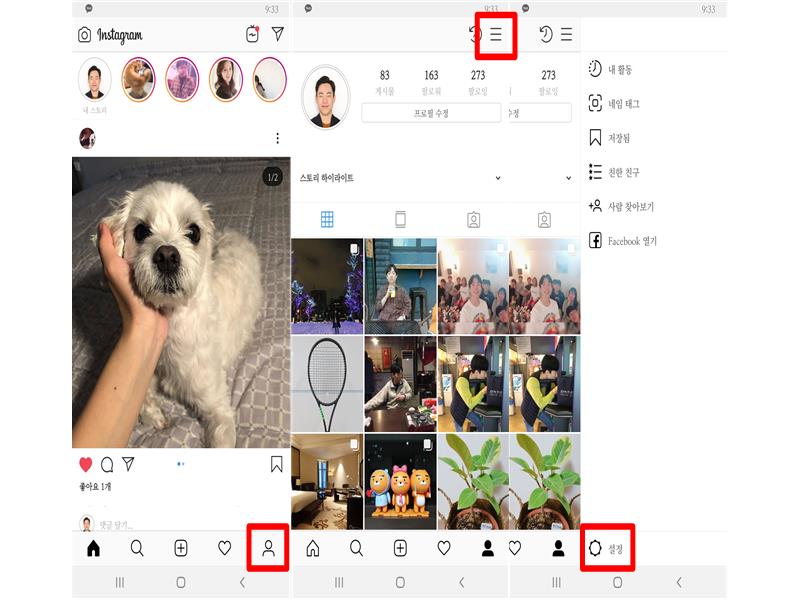 9:33
Instagram
내 스토리
1/2
좋아요 1개
댓글 달기...
9:33
83 163 273
게시물 팔로워 팔로잉
프로필 수정
스토리 하이라이트
9:33
273
팔로잉
수정
내 활동
네임 태그
저장됨
친한 친구
사람 찾아보기
Facebook 열기
설정